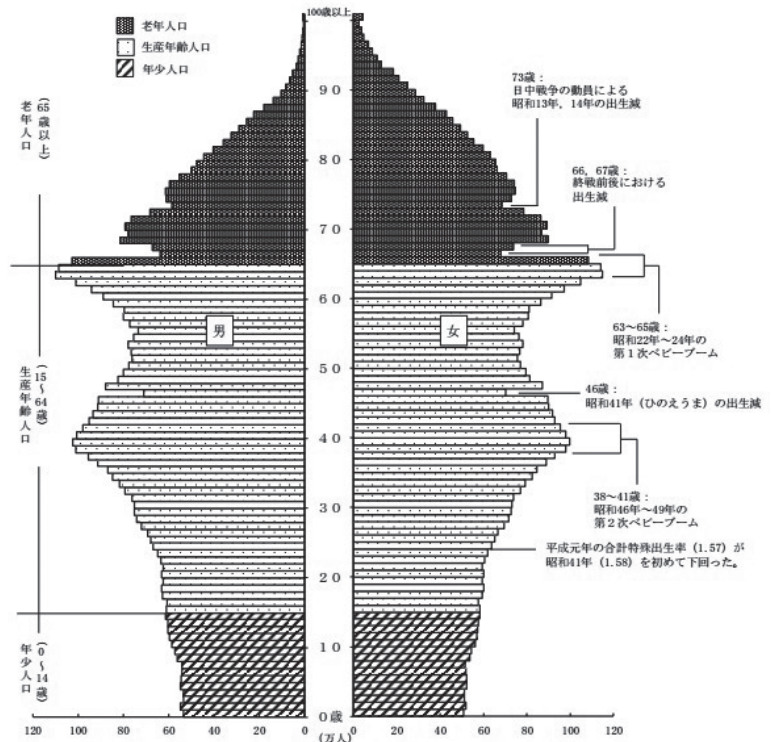 100歳以上
老年人口
生産年齢人口
年少人口
90
73歳：
日中戦争の動員による
昭和13年，14年の出生減
老年人口
(65歳以上)
80
66，67歳：
終戦前後における
出生減
70
60
男
女
63～65歳：
昭和22年～24年の
第1次ベビーブーム
50
生産年齢人口
(15～64歳)
46歳：
昭和41年（ひのえうま）の出生減
40
38～41歳：
昭和46年～49年の
第2次ベビーブーム
30
平成元年の合計特殊出生率（1.57）が
昭和41年（1.58）を初めて下回った。
20
年少人口
(0～14歳)
10
0歳
120 100 80 60 40 20 0 (万人) 0 20 40 60 80 100 120